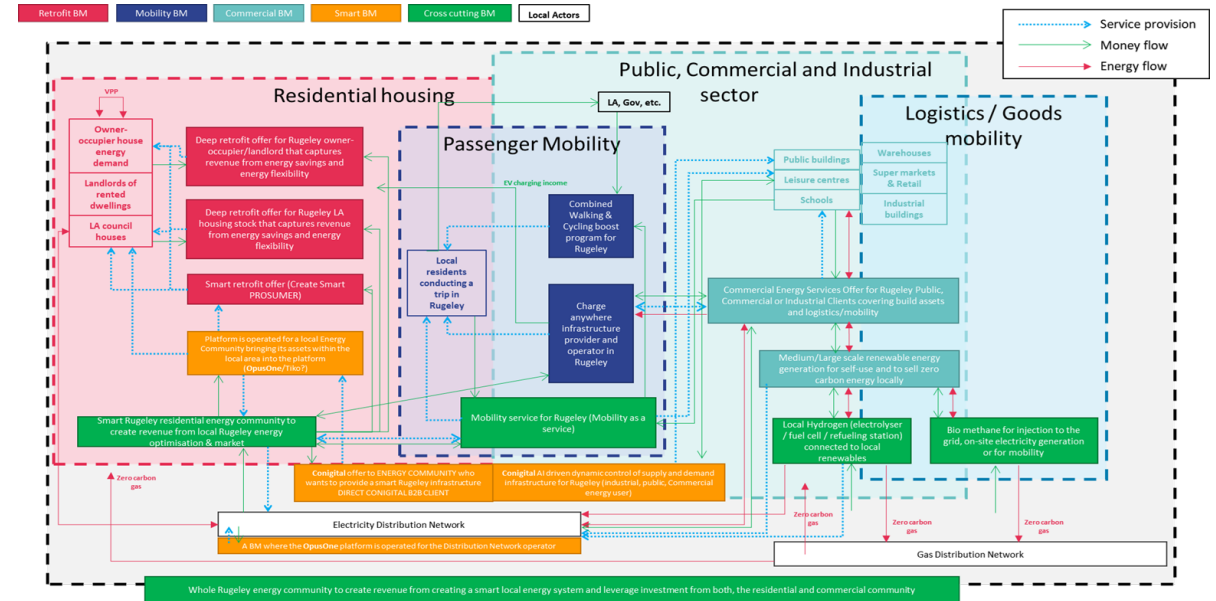 Retrofit BM
Mobility BM
Commercial BM
Smart BM
Cross cutting BM
Local Actors
Service provision
Money flow
Energy flow
Residential housing
Public, Commercial and Industrial
sector
Logistics / Goods
mobility
Passenger Mobility
LA, Gov, etc.
VPP
Owner-
occupier house
energy
demand
Landlords of
rented
dwellings
LA council
houses
Deep retrofit offer for Rugeley owner-
occupier/landlord that captures
revenue from energy savings and
energy flexibility
Deep retrofit offer for Rugeley LA
housing stock that captures revenue
from energy savings and energy
flexibility
Smart retrofit offer (Create Smart
PROSUMER)
Platform is operated for a local Energy
Community bringing its assets within the
local area into the platform
(OpusOne/Tiko?)
Smart Rugeley residential energy community to
create revenue from local Rugeley energy
optimisation & market
EV charging income
Combined
Walking &
Cycling boost
program for
Rugeley
Local
residents
conducting a
trip in
Rugeley
Charge
anywhere
infrastructure
provider and
operator in
Rugeley
Mobility service for Rugeley (Mobility as a
service)
Public buildings
Leisure centres
Schools
Warehouses
Super markets
& Retail
Industrial
buildings
Commercial Energy Services Offer for Rugeley Public,
Commercial or Industrial Clients covering build assets
and logistics/mobility
Medium/Large scale renewable energy
generation for self-use and to sell zero
carbon energy locally
Local Hydrogen (electrolyser
/ fuel cell / refueling station)
connected to local
renewables
Bio methane for injection to the
grid, on-site electricity generation
or for mobility
Conigital offer to ENERGY COMMUNITY who
wants to provide a smart Rugeley infrastructure
DIRECT CONIGITAL B2B CLIENT
Conigital AI driven dynamic control of supply and demand
infrastructure for Rugeley (industrial, public, Commercial
energy user)
Zero carbon
gas
Zero carbon
gas
Zero carbon
gas
Zero carbon
gas
Electricity Distribution Network
A BM where the OpusOne platform is operated for the Distribution Network operator
Gas Distribution Network
Whole Rugeley energy community to create revenue from creating a smart local energy system and leverage investment from both, the residential and commercial community